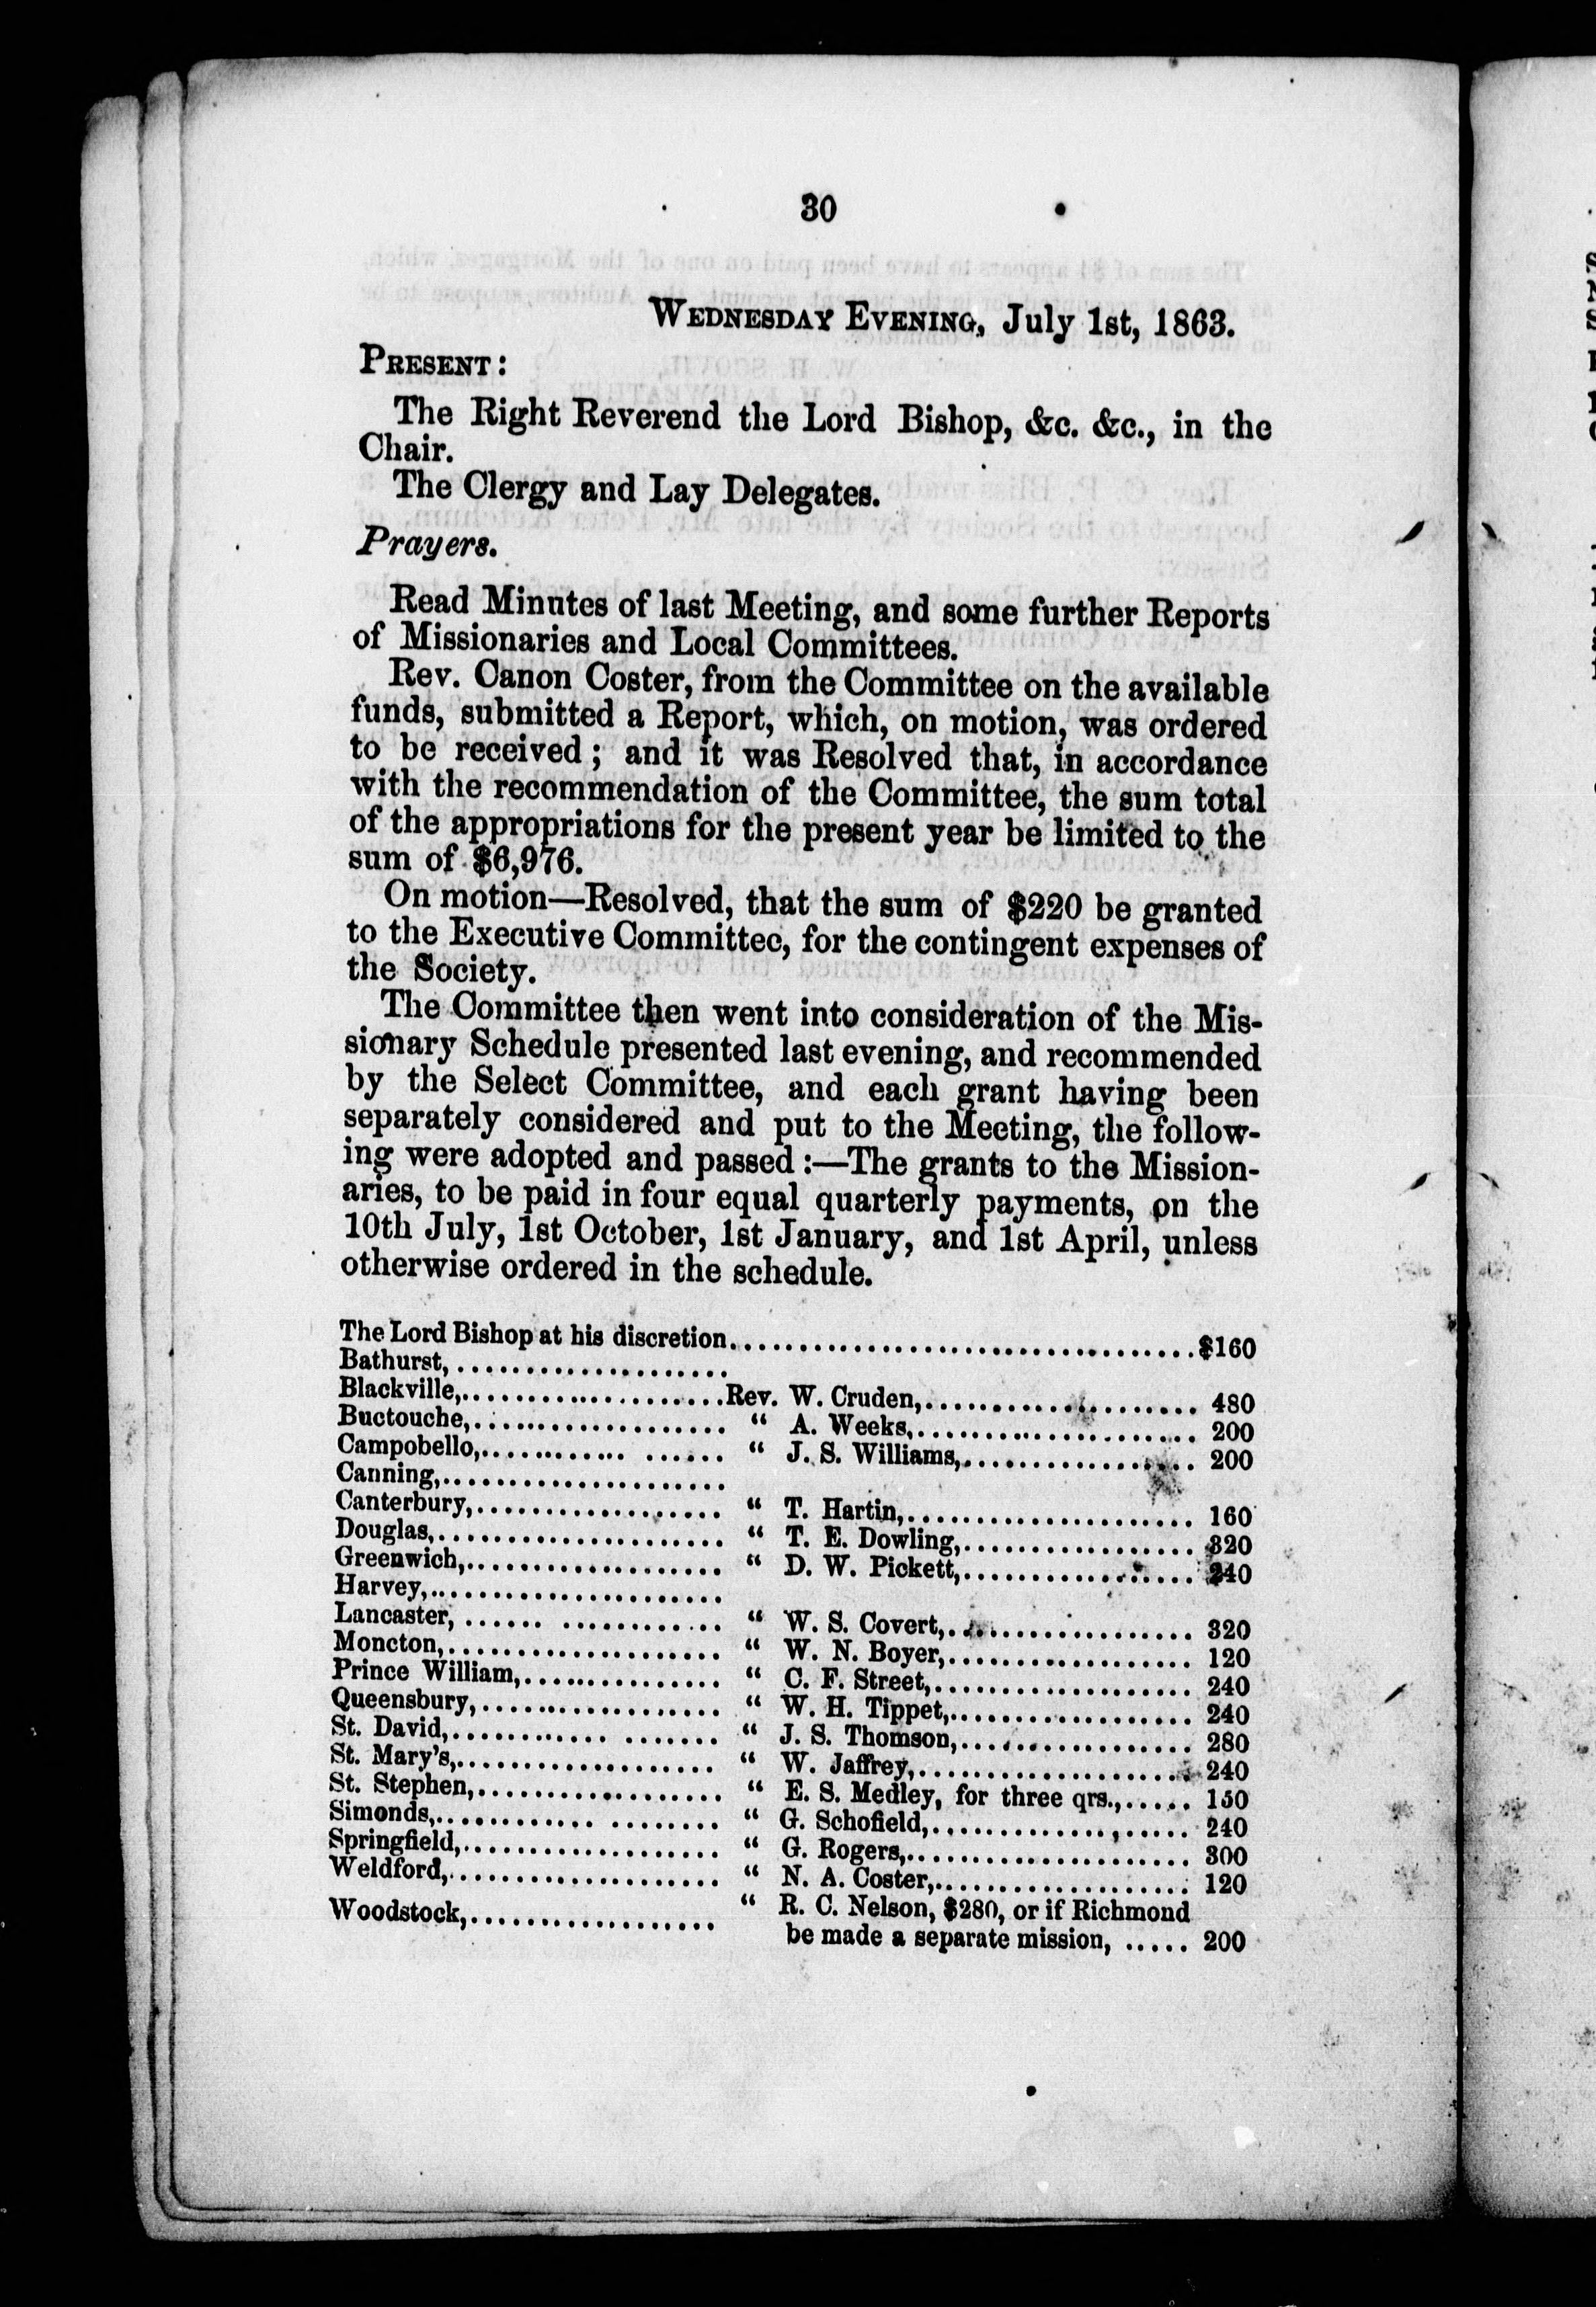 30
WEDNESDAY EVENING, July 1st, 1863.
PRESENT:
The Right Reverend the Lord Bishop, &c. &c., in the
Chair.
The Clergy and Lay Delegates.
Prayers.
Read Minutes of last Meeting, and some further Reports
of Missionaries and Local Committees.
Rev. Canon Coster, from the Committee on the available
funds, submitted a Report, which, on motion, was ordered
to be received; and it was Resolved that, in accordance
with the recommendation of the Committee, the sum total
of the appropriations for the present year be limited to the
sum of $6,976.
On motion—Resolved, that the sum of $220 be granted
to the Executive Committee, for the contingent expenses of
the Society.
The Committee then went into consideration of the Mis-
sionary Schedule presented last evening, and recommended
by the Select Committee, and each grant having been
separately considered and put to the Meeting, the follow-
ing were adopted and passed:—The grants to the Mission-
aries, to be paid in four equal quarterly payments, on the
10th July, 1st October, 1st January, and 1st April, unless
otherwise ordered in the schedule.
The Lord Bishop at his discretion.................................$160
Bathurst,....................
Blackville,...................Rev. W. Cruden,.................... 480
Buctouche,................... " A. Weeks,.................... 200
Campobello,.................. " J. S. Williams,................. 200
Canning,.....................
Canterbury,.................. " T. Hartin,..................... 160
Douglas,..................... " T. E. Dowling,................. 320
Greenwich,................... " D. W. Pickett,................. 240
Harvey,......................
Lancaster,................... " W. S. Covert,.................. 320
Moncton,..................... " W. N. Boyer,.................. 120
Prince William,.............. " C. F. Street,................... 240
Queensbury,.................. " W. H. Tippet,.................. 240
St. David,................... " J. S. Thomson,................. 280
St. Mary's,.................. " W. Jaffrey,.................... 240
St. Stephen,................. " E. S. Medley, for three qrs.,..... 150
Simonds,..................... " G. Schofield,................... 240
Springfield,................. " G. Rogers,..................... 300
Weldford,.................... " N. A. Coster,................... 120
Woodstock,................... " R. C. Nelson, $280, or if Richmond
be made a separate mission, ..... 200